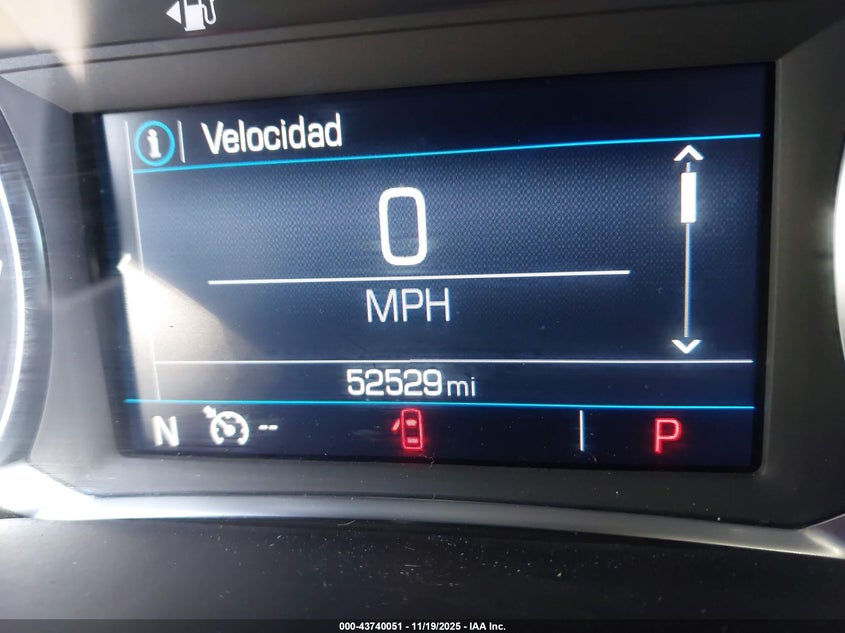 Velocidad
0
MPH
52529 mi
N -- P
000-43740051 - 11/19/2025 - IAA Inc.